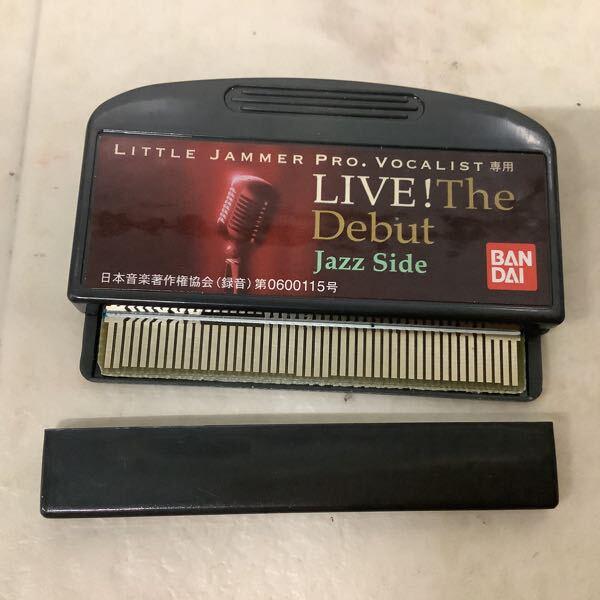 LITTLE JAMMER PRO. VOCALIST 専用
LIVE! The
Debut
Jazz Side
BAN
DAI
日本音楽著作権協会(録音)第0600115号